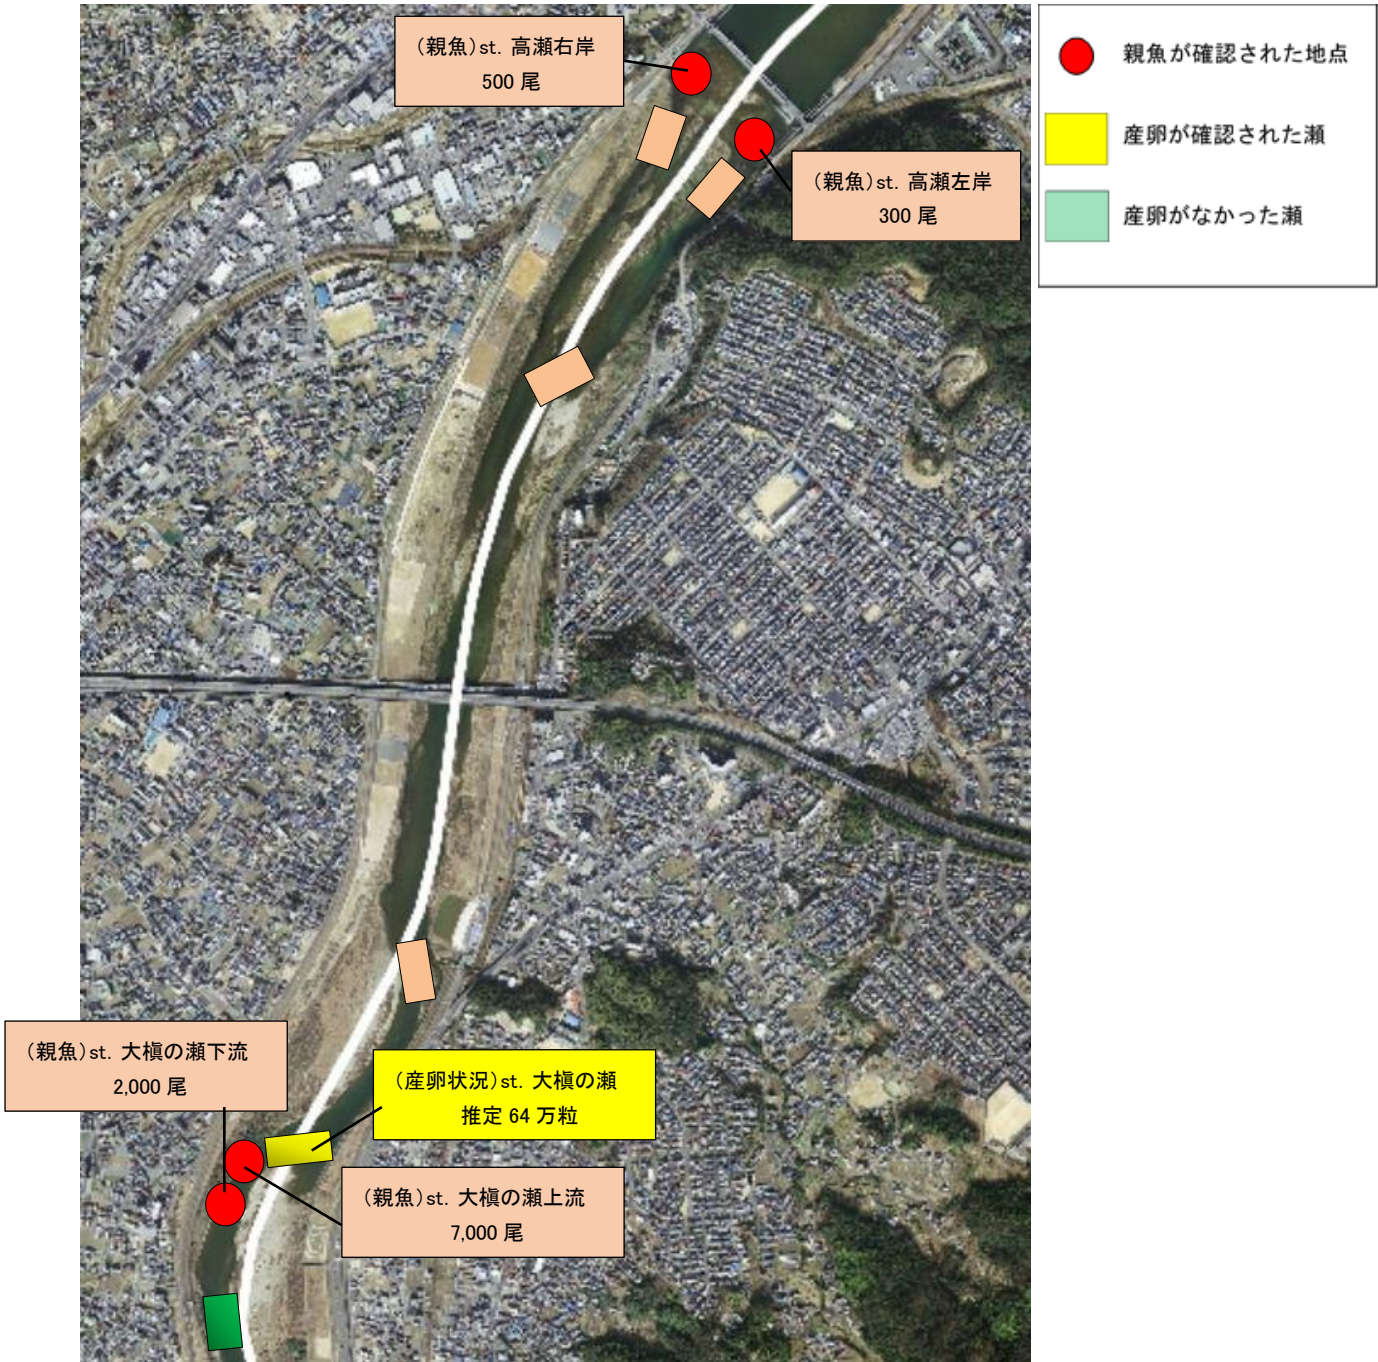 (親魚)st. 高瀬右岸
500 尾
(親魚)st. 高瀬左岸
300 尾
親魚が確認された地点
産卵が確認された瀬
産卵がなかった瀬
(親魚)st. 大槇の瀬下流
2,000 尾
(産卵状況)st. 大槇の瀬
推定 64 万粒
(親魚)st. 大槇の瀬上流
7,000 尾